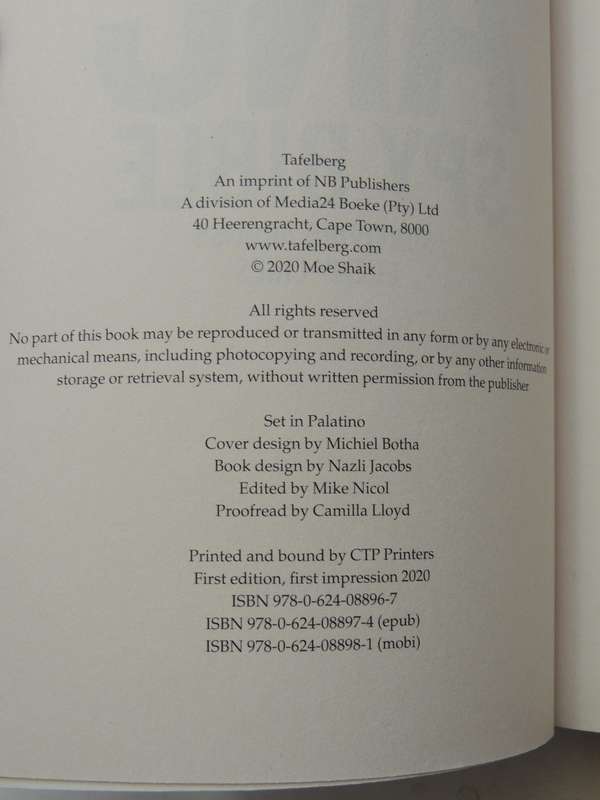 Tafelberg
An imprint of NB Publishers
A division of Media24 Boeke (Pty) Ltd
40 Heerengracht, Cape Town, 8000
www.tafelberg.com
© 2020 Moe Shaik
All rights reserved
No part of this book may be reproduced or transmitted in any form or by any electronic or
mechanical means, including photocopying and recording, or by any other information
storage or retrieval system, without written permission from the publisher
Set in Palatino
Cover design by Michiel Botha
Book design by Nazli Jacobs
Edited by Mike Nicol
Proofread by Camilla Lloyd
Printed and bound by CTP Printers
First edition, first impression 2020
ISBN 978-0-624-08896-7
ISBN 978-0-624-08897-4 (epub)
ISBN 978-0-624-08898-1 (mobi)